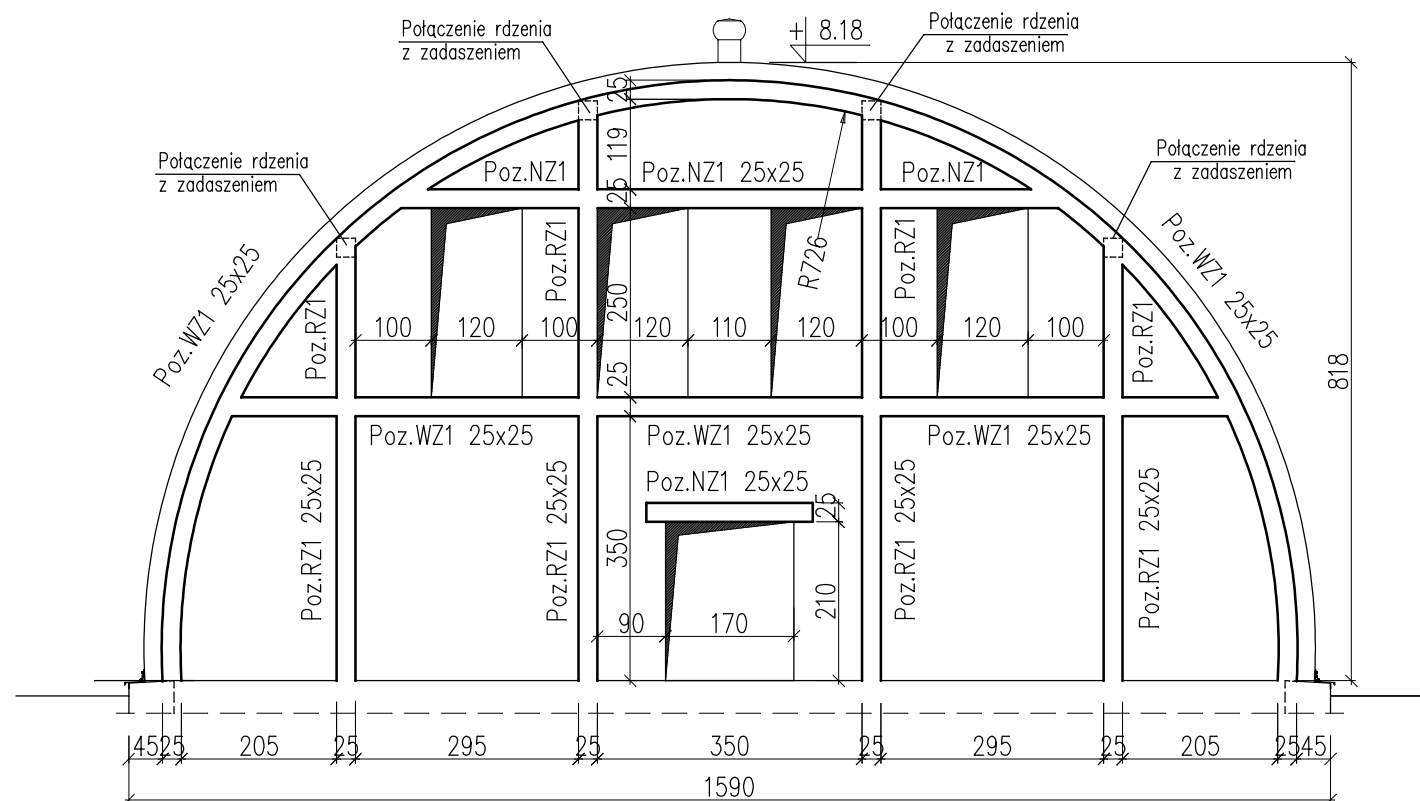 Połączenie rdzenia
z zadaszeniem
+ 8.18
Połączenie rdzenia
z zadaszeniem
Połączenie rdzenia
z zadaszeniem
Połączenie rdzenia
z zadaszeniem
25
119
25
Poz.NZ1
Poz.NZ1 25x25
Poz.NZ1
Poz.WZ1 25x25
Poz.WZ1 25x25
Poz.RZ1
Poz.RZ1
R726
Poz.RZ1
Poz.RZ1
250
100
120
100
120
110
120
100
120
100
818
25
Poz.WZ1 25x25
Poz.WZ1 25x25
Poz.WZ1 25x25
Poz.NZ1 25x25
25
Poz.RZ1 25x25
Poz.RZ1 25x25
Poz.RZ1 25x25
Poz.RZ1 25x25
350
210
90
170
45
25
205
25
295
25
350
25
295
25
205
25
45
1590